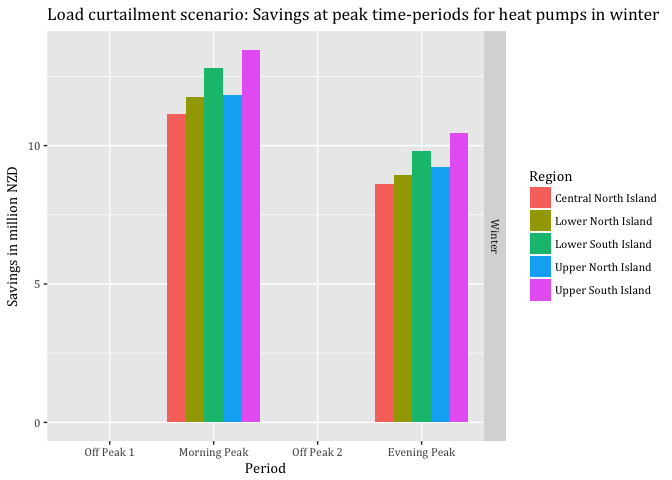 Load curtailment scenario: Savings at peak time-periods for heat pumps in winter
Savings in million NZD
10
5
0
Off Peak 1
Morning Peak
Off Peak 2
Evening Peak
Period
Winter
Region
Central North Island
Lower North Island
Lower South Island
Upper North Island
Upper South Island